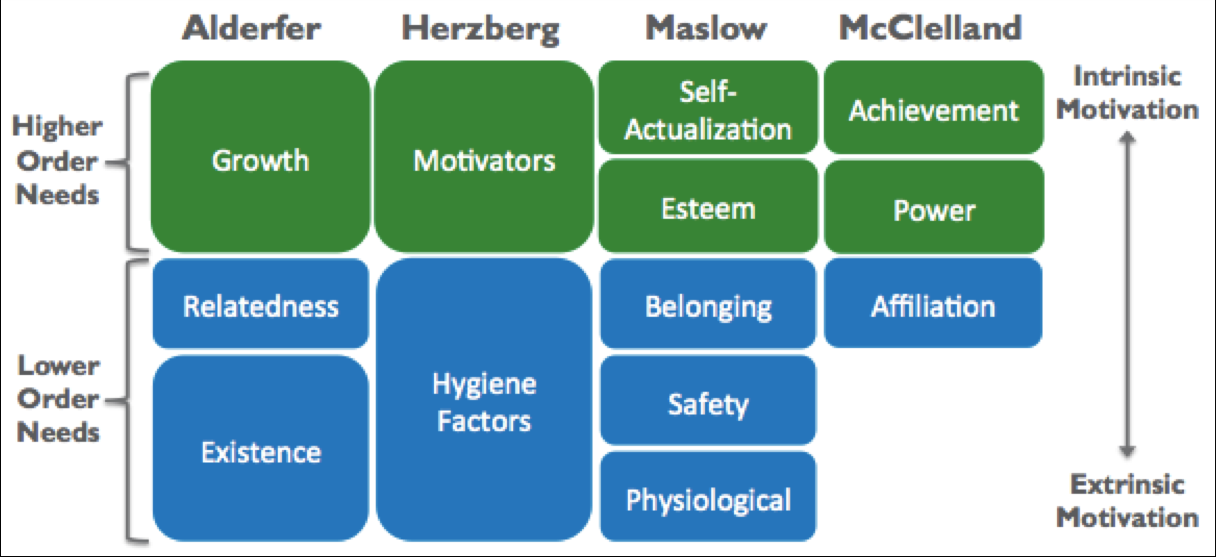 Alderfer
Herzberg
Maslow
McClelland
Higher
Order
Needs
Growth
Motivators
Self-
Actualization
Esteem
Achievement
Power
Intrinsic
Motivation
Lower
Order
Needs
Relatedness
Existence
Hygiene
Factors
Belonging
Safety
Physiological
Affiliation
Extrinsic
Motivation